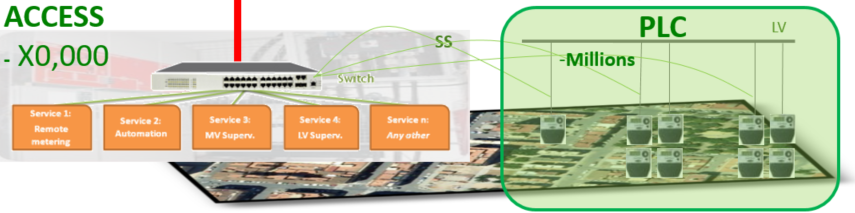 ACCESS
- X0,000
SS
Switch
Service 1:
Remote
metering
Service 2:
Automation
Service 3:
MV Superv.
Service 4:
LV Superv.
Service n:
Any other
PLC
LV
-Millions